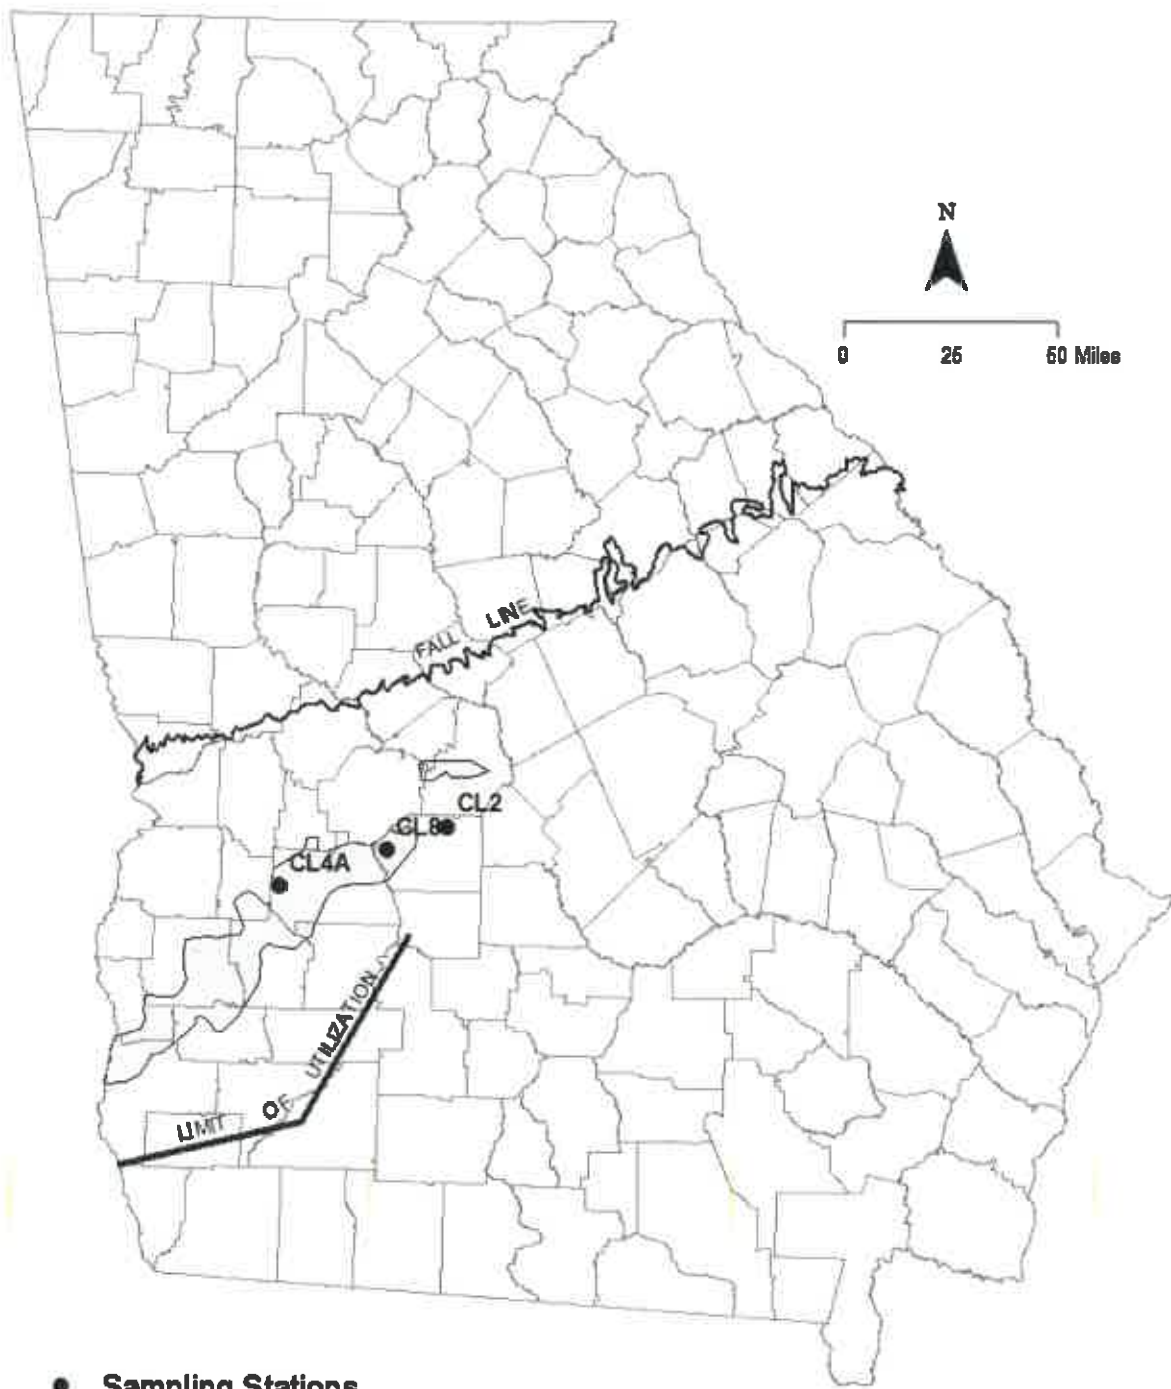 N
0 25 50 Miles
FALL LINE
CL2
CL8
CL4A
LIMIT OF UTILIZATION
Sampling Stations